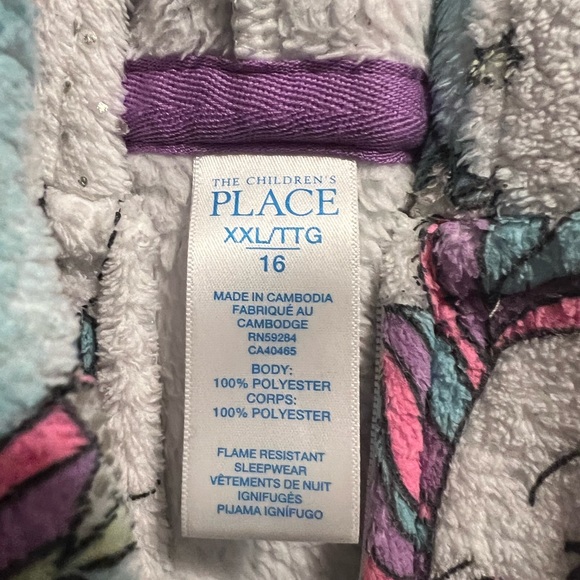 THE CHILDREN'S
PLACE
XXL/TTG
16
MADE IN CAMBODIA
FABRIQUÉ AU
CAMBODGE
RN59284
CA40465
BODY:
100% POLYESTER
CORPS:
100% POLYESTER
FLAME RESISTANT
SLEEPWEAR
VÊTEMENTS DE NUIT
IGNIFUGÉS
PIJAMA IGNÍFUGO